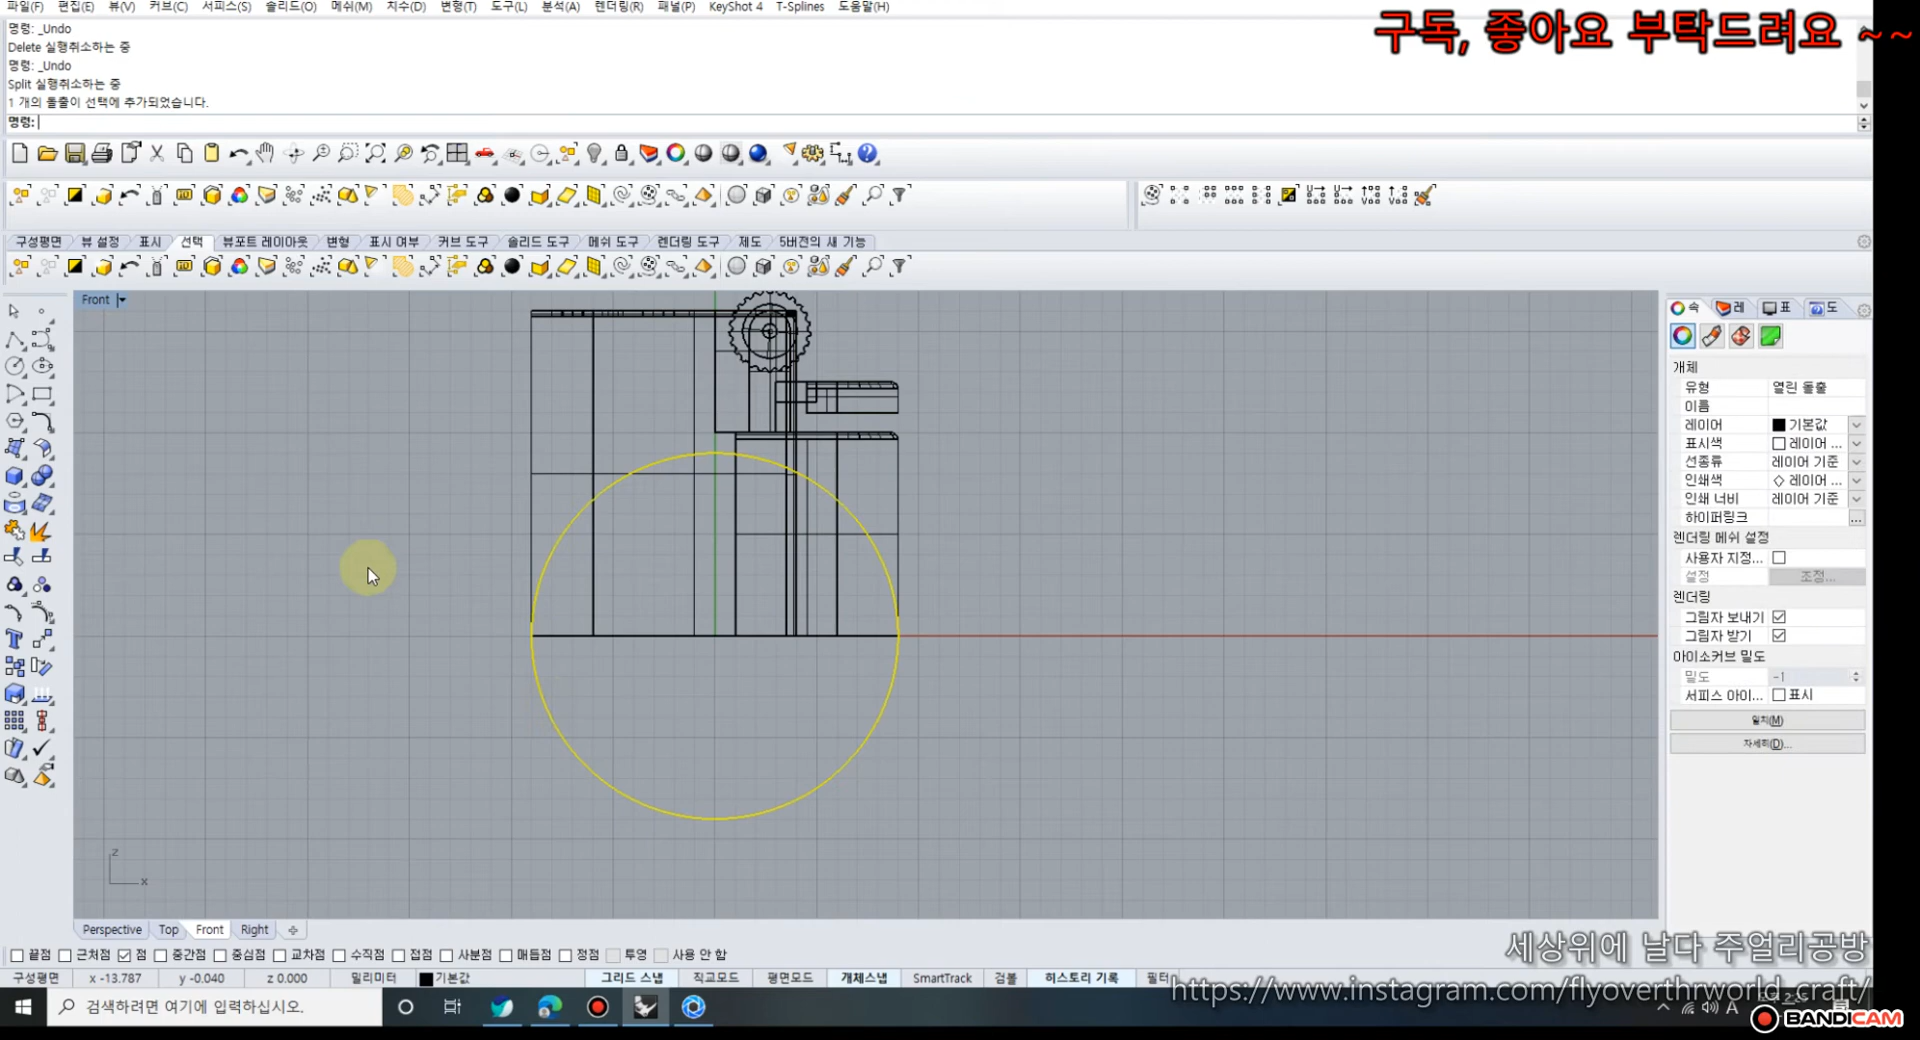 파일(F) 편집(E) 뷰(V) 커브(C) 서피스(S) 솔리드(O) 메쉬(M) 치수(D) 변형(T) 도구(L) 분석(A) 렌더링(R) 패널(P) KeyShot 4 T-Splines 도움말(H)
구독, 좋아요 부탁드려요 ~~
명령: _Undo
Delete 실행취소하는 중
명령: _Undo
Split 실행취소하는 중
1 개의 돌출이 선택에 추가되었습니다.
명령:
구성평면 뷰 설정 표시 선택 뷰포트 레이아웃 변형 표시 여부 커브 도구 솔리드 도구 메쉬 도구 렌더링 도구 제도 5버전의 새 기능
Front
속 레 표 도
개체
유형 열린 돌출
이름
레이어 기본값
표시색 레이어 ...
선종류 레이어 기준
인쇄색 레이어 ...
인쇄 너비 레이어 기준
하이퍼링크 ...
렌더링 메쉬 설정
사용자 지정...
설정 조정...
렌더링
그림자 보내기
그림자 받기
아이소커브 밀도
밀도 -1
서피스 아이... 표시
일치(M)
자세히(D)...
z
x
Perspective Top Front Right
끝점 근처점 점 중간점 중심점 교차점 수직점 접점 사분점 매듭점 정점 투영 사용 안 함
세상위에 날다 주얼리공방
구성평면 x -13.787 y -0.040 z 0.000 밀리미터 기본값 그리드 스냅 직교모드 평면모드 개체스냅 SmartTrack 검볼 히스토리 기록 필터
https://www.instagram.com/flyoverthrworld_craft/
검색하려면 여기에 입력하십시오.
A
BANDICAM